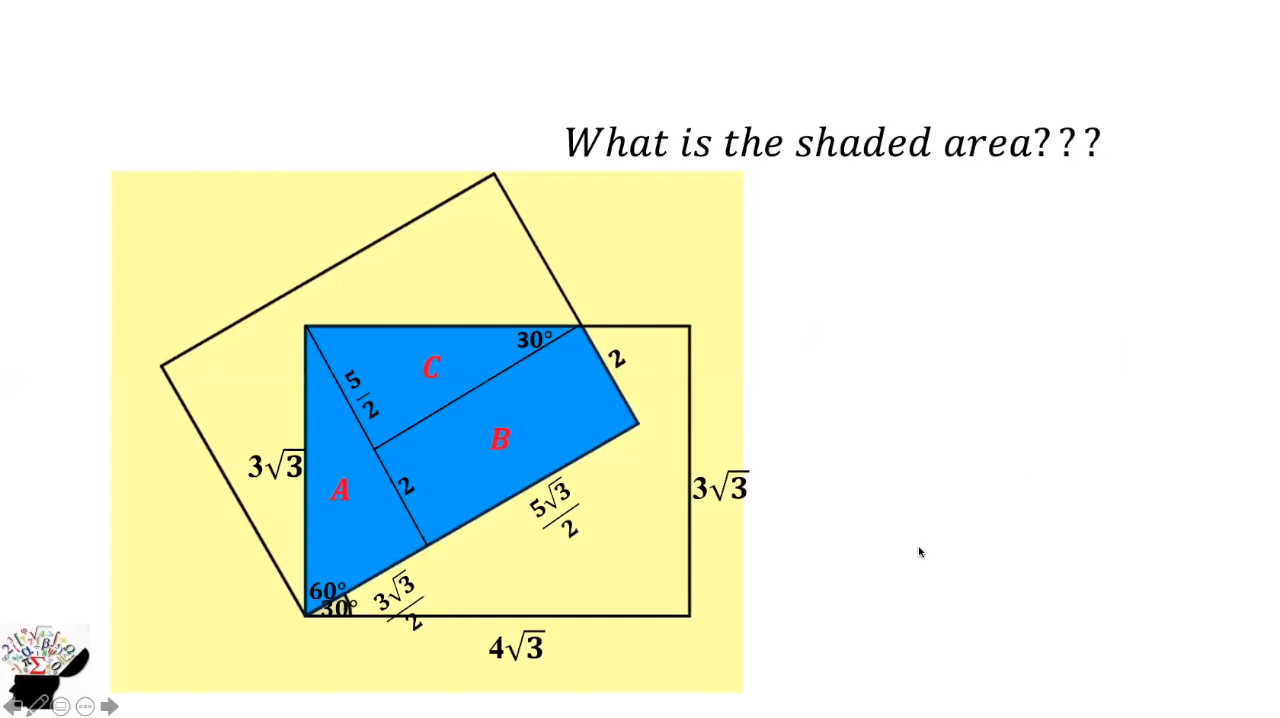 What is the shaded area???
30°
C
2
5/2
B
3√3
A
2
5√3/2
3√3
60°
30°
3√3/2
4√3